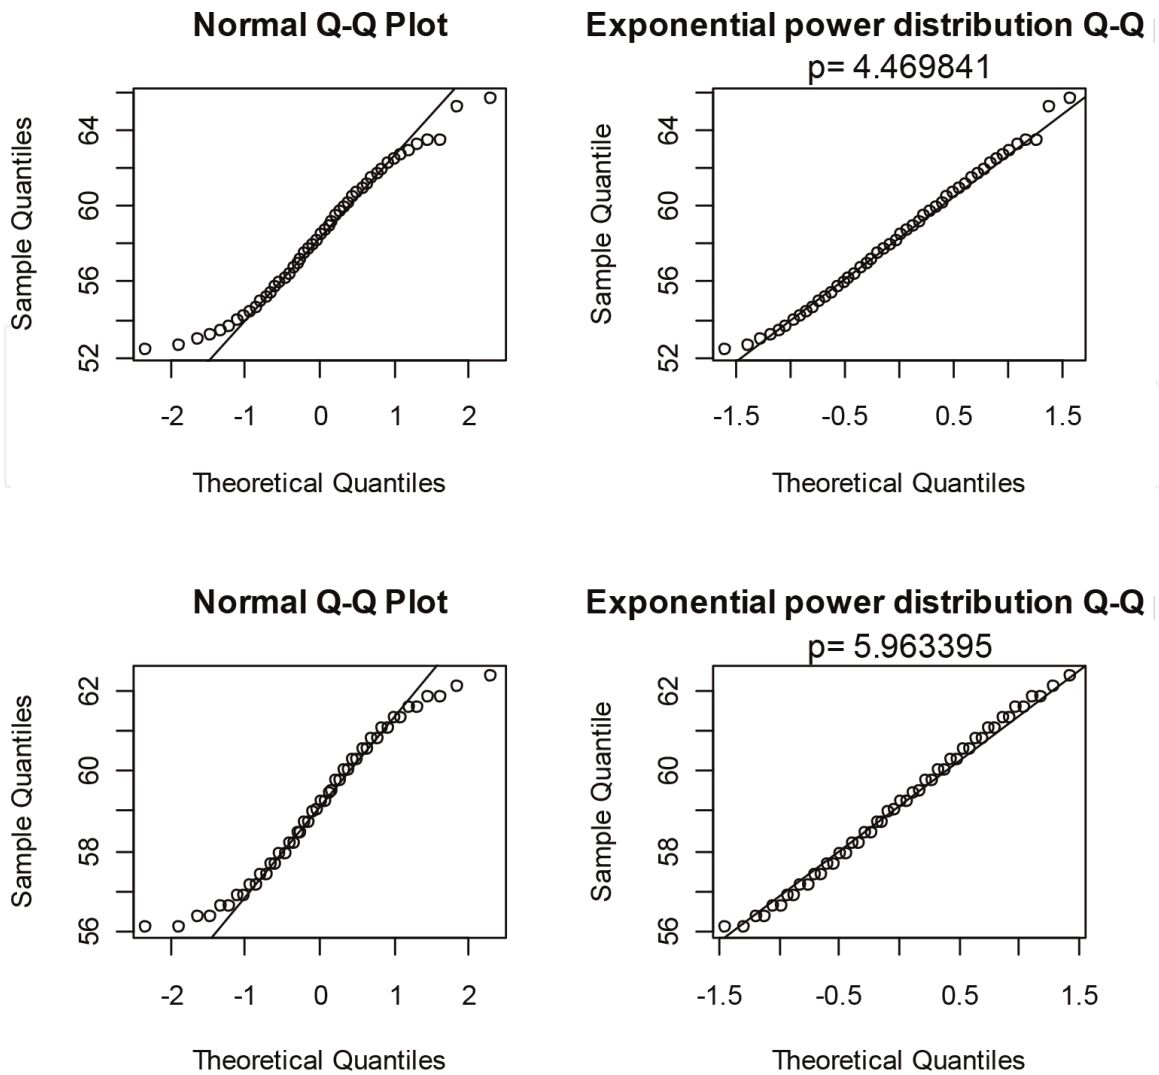 Normal Q-Q Plot
Sample Quantiles
64
60
56
52
-2 -1 0 1 2
Theoretical Quantiles
Exponential power distribution Q-Q
p= 4.469841
Sample Quantile
64
60
56
52
-1.5 -0.5 0.5 1.5
Theoretical Quantiles
Normal Q-Q Plot
Sample Quantiles
62
60
58
56
-2 -1 0 1 2
Theoretical Quantiles
Exponential power distribution Q-Q
p= 5.963395
Sample Quantile
62
60
58
56
-1.5 -0.5 0.5 1.5
Theoretical Quantiles